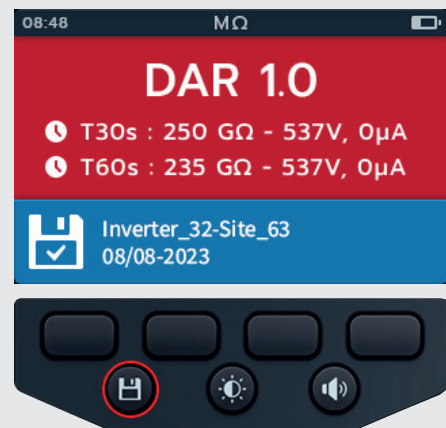 08:48 MΩ
DAR 1.0
T30s : 250 GΩ - 537V, 0µA
T60s : 235 GΩ - 537V, 0µA
Inverter_32-Site_63
08/08-2023